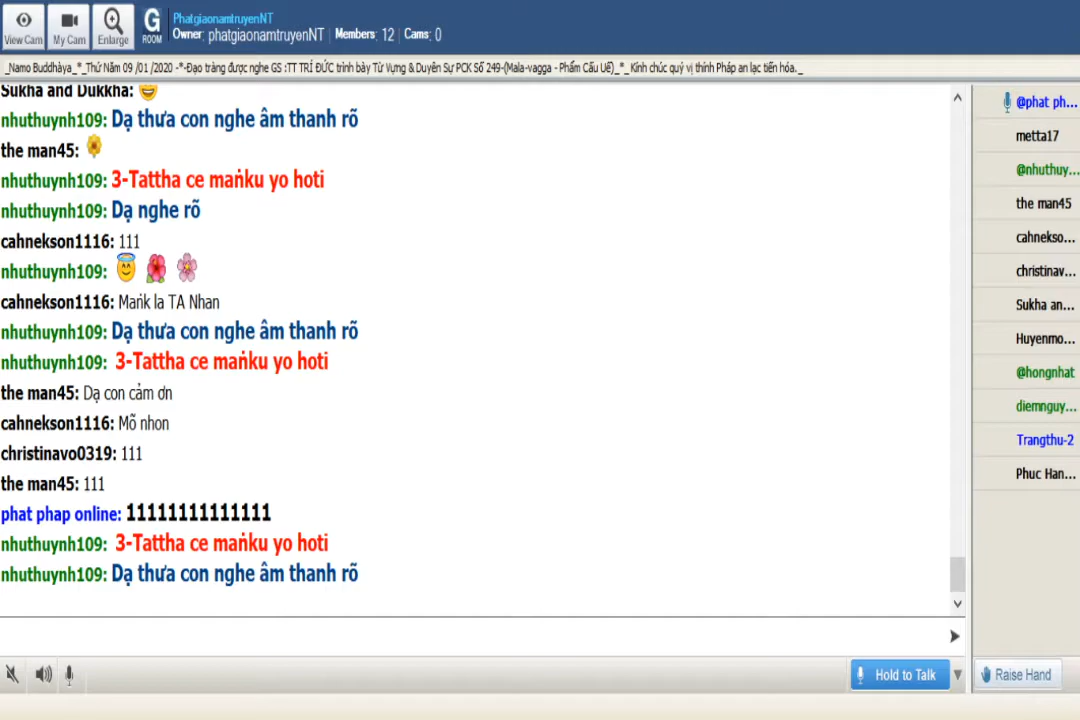 View Cam
My Cam
Enlarge
G
ROOM
PhatgiaonamtruyenNT
Owner: phatgiaonamtruyenNT Members: 12 Cams: 0
_Namo Buddhàya_*_Thứ Năm 09 /01 /2020 -*-Đạo tràng được nghe GS :TT TRÍ ĐỨC trình bày Từ Vựng & Duyên Sự PCK Số 249-(Mala-vagga - Phẩm Cấu Uế)_*_ Kính chúc quý vị thính Pháp an lạc tiến hóa._
Sukha and Dukkha:
nhuthuynh109: Dạ thưa con nghe âm thanh rõ
the man45:
nhuthuynh109: 3-Tattha ce maṅku yo hoti
nhuthuynh109: Dạ nghe rõ
cahnekson1116: 111
nhuthuynh109:
cahnekson1116: Maṅk la TA Nhan
nhuthuynh109: Dạ thưa con nghe âm thanh rõ
nhuthuynh109: 3-Tattha ce maṅku yo hoti
the man45: Dạ con cảm ơn
cahnekson1116: Mõ nhon
christinavo0319: 111
the man45: 111
phat phap online: 11111111111111
nhuthuynh109: 3-Tattha ce maṅku yo hoti
nhuthuynh109: Dạ thưa con nghe âm thanh rõ
@phat ph...
metta17
@nhuthuy...
the man45
cahnekso...
christinav...
Sukha an...
Huyenmo...
@hongnhat
diemnguy...
Trangthu-2
Phuc Han...
Hold to Talk
Raise Hand